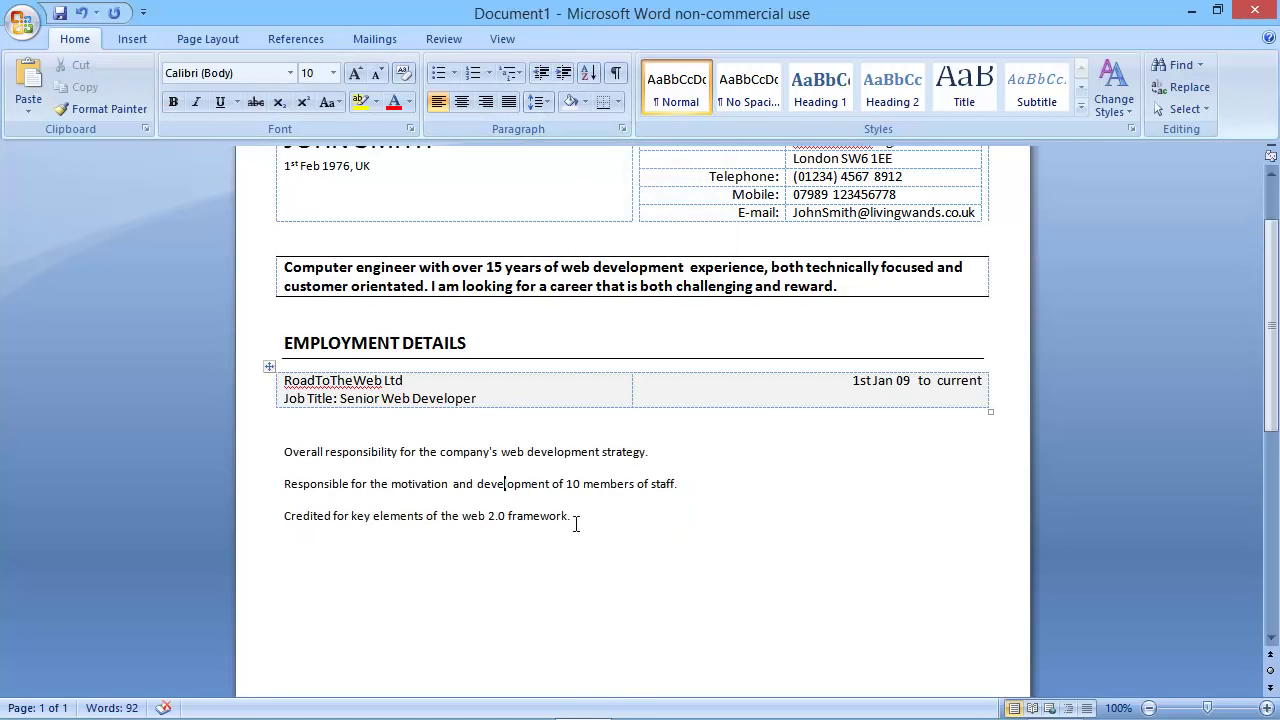 Document1 - Microsoft Word non-commercial use
Home Insert Page Layout References Mailings Review View
Paste
Cut
Copy
Format Painter
Clipboard
Calibri (Body) 10
Font
Paragraph
AaBbCcDc AaBbCcDc AaBbC AaBbCc AaB AaBbCc.
¶ Normal ¶ No Spaci... Heading 1 Heading 2 Title Subtitle
Change Styles
Styles
Find
Replace
Select
Editing
JOHN SMITH
1st Feb 1976, UK
London SW6 1EE
Telephone: (01234) 4567 8912
Mobile: 07989 123456778
E-mail: JohnSmith@livingwands.co.uk
Computer engineer with over 15 years of web development experience, both technically focused and
customer orientated. I am looking for a career that is both challenging and reward.
EMPLOYMENT DETAILS
RoadToTheWeb Ltd 1st Jan 09 to current
Job Title: Senior Web Developer
Overall responsibility for the company's web development strategy.
Responsible for the motivation and development of 10 members of staff.
Credited for key elements of the web 2.0 framework.
Page: 1 of 1 Words: 92 100%